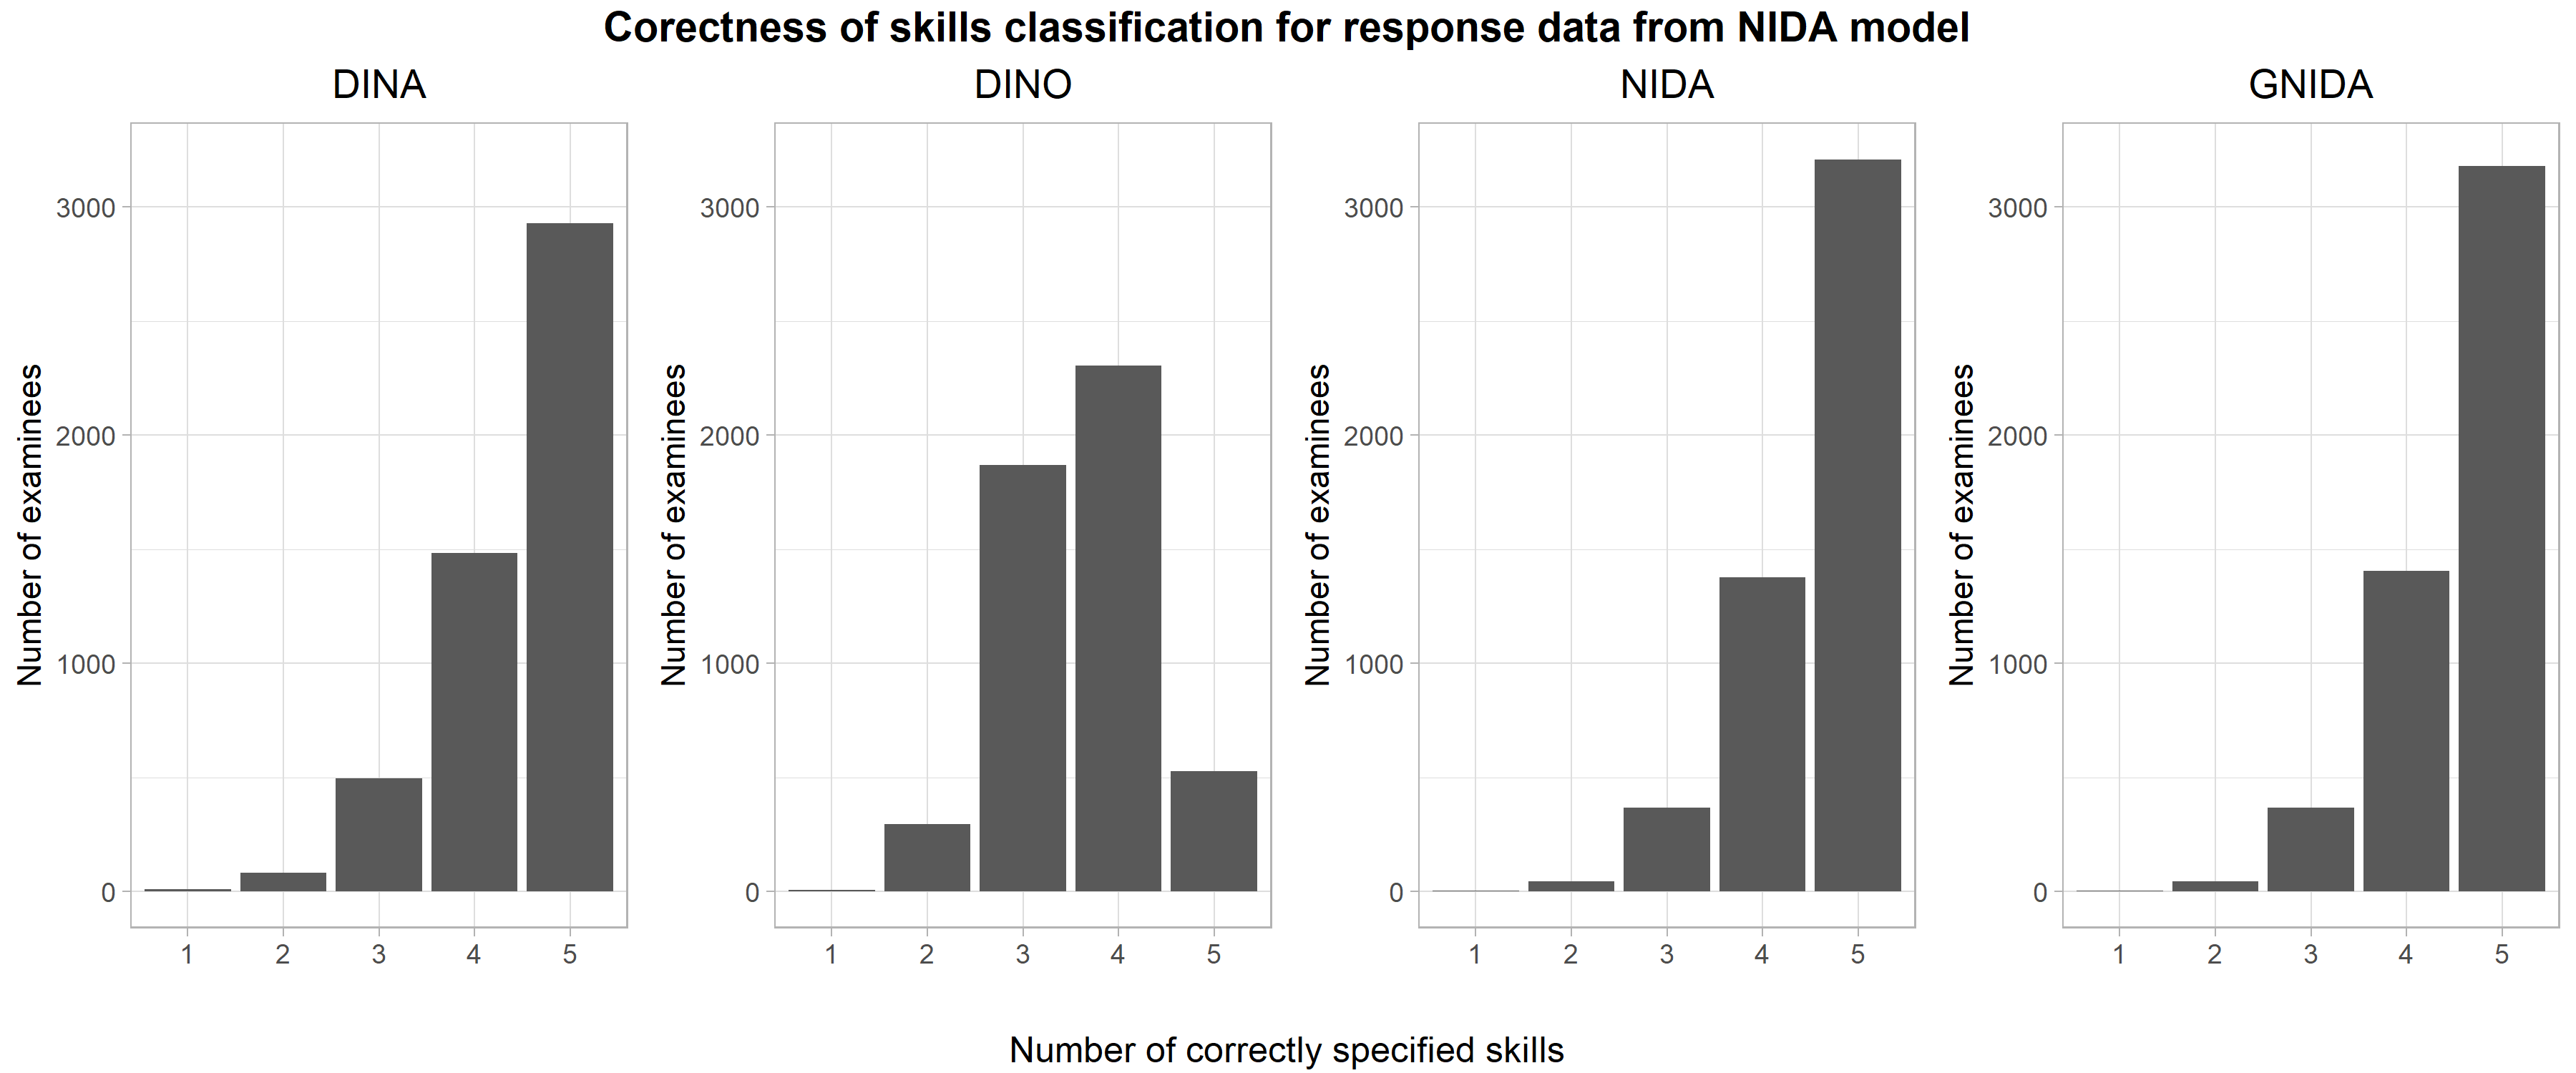 Corectness of skills classification for response data from NIDA model
DINA
DINO
NIDA
GNIDA
Number of examinees
3000
2000
1000
0
1 2 3 4 5
Number of examinees
3000
2000
1000
0
1 2 3 4 5
Number of examinees
3000
2000
1000
0
1 2 3 4 5
Number of examinees
3000
2000
1000
0
1 2 3 4 5
Number of correctly specified skills